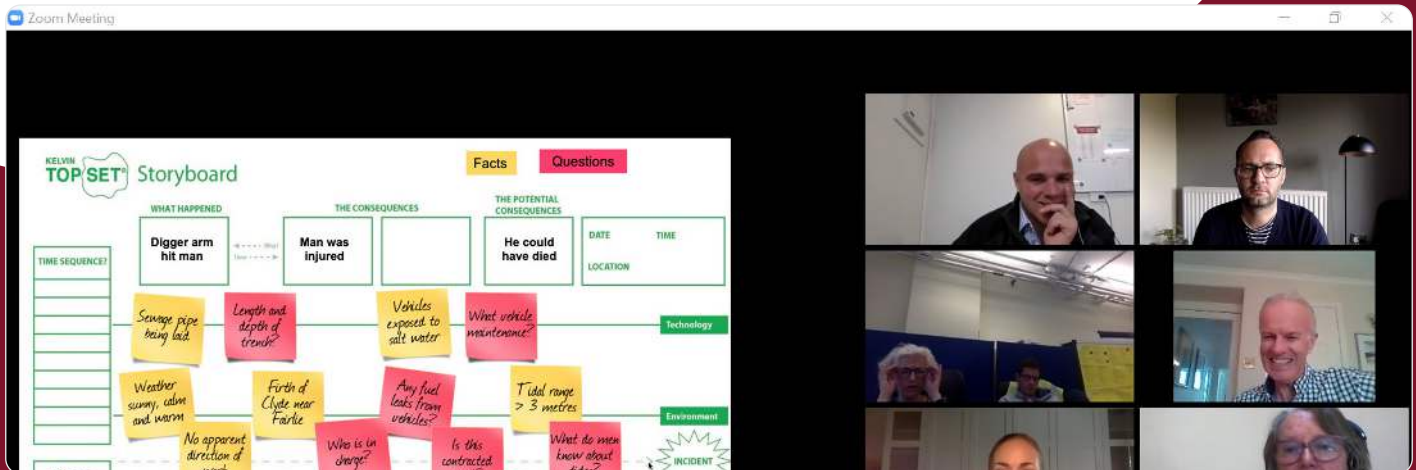 Zoom Meeting
KELVIN
TOP SET® Storyboard
Facts
Questions
WHAT HAPPENED
THE CONSEQUENCES
THE POTENTIAL
CONSEQUENCES
Digger arm
hit man
Man was
injured
He could
have died
DATE
TIME
LOCATION
TIME SEQUENCE?
Sewage pipe
being laid
Length and
depth of
trench?
Vehicles
exposed to
salt water
What vehicle
maintenance?
Technology
Weather
sunny, calm
and warm
Firth of
Clyde near
Fairlie
Any fuel
leaks from
vehicles?
Tidal range
> 3 metres
Environment
No apparent
direction of
Who is in
charge?
Is this
contracted
What do men
know about
INCIDENT